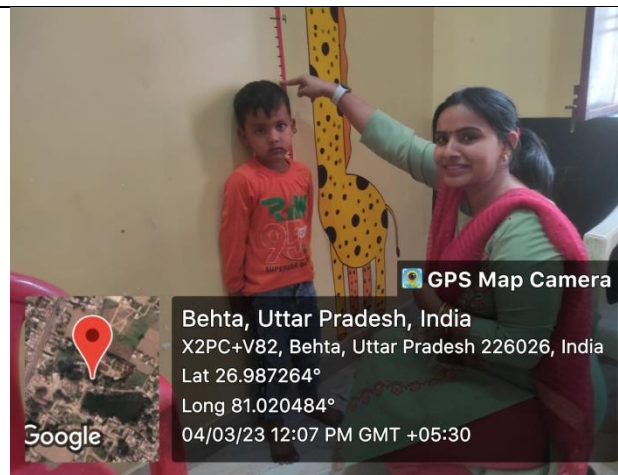 GPS Map Camera
Behta, Uttar Pradesh, India
X2PC+V82, Behta, Uttar Pradesh 226026, India
Lat 26.987264°
Long 81.020484°
04/03/23 12:07 PM GMT +05:30
Google